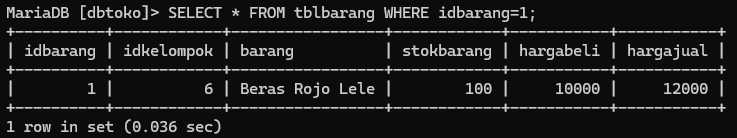 MariaDB [dbtoko]> SELECT * FROM tblbarang WHERE idbarang=1;
+----------+------------+-----------------+------------+-----------+-----------+
| idbarang | idkelompok | barang          | stokbarang | hargabeli | hargajual |
+----------+------------+-----------------+------------+-----------+-----------+
|        1 |          6 | Beras Rojo Lele |        100 |     10000 |     12000 |
+----------+------------+-----------------+------------+-----------+-----------+
1 row in set (0.036 sec)